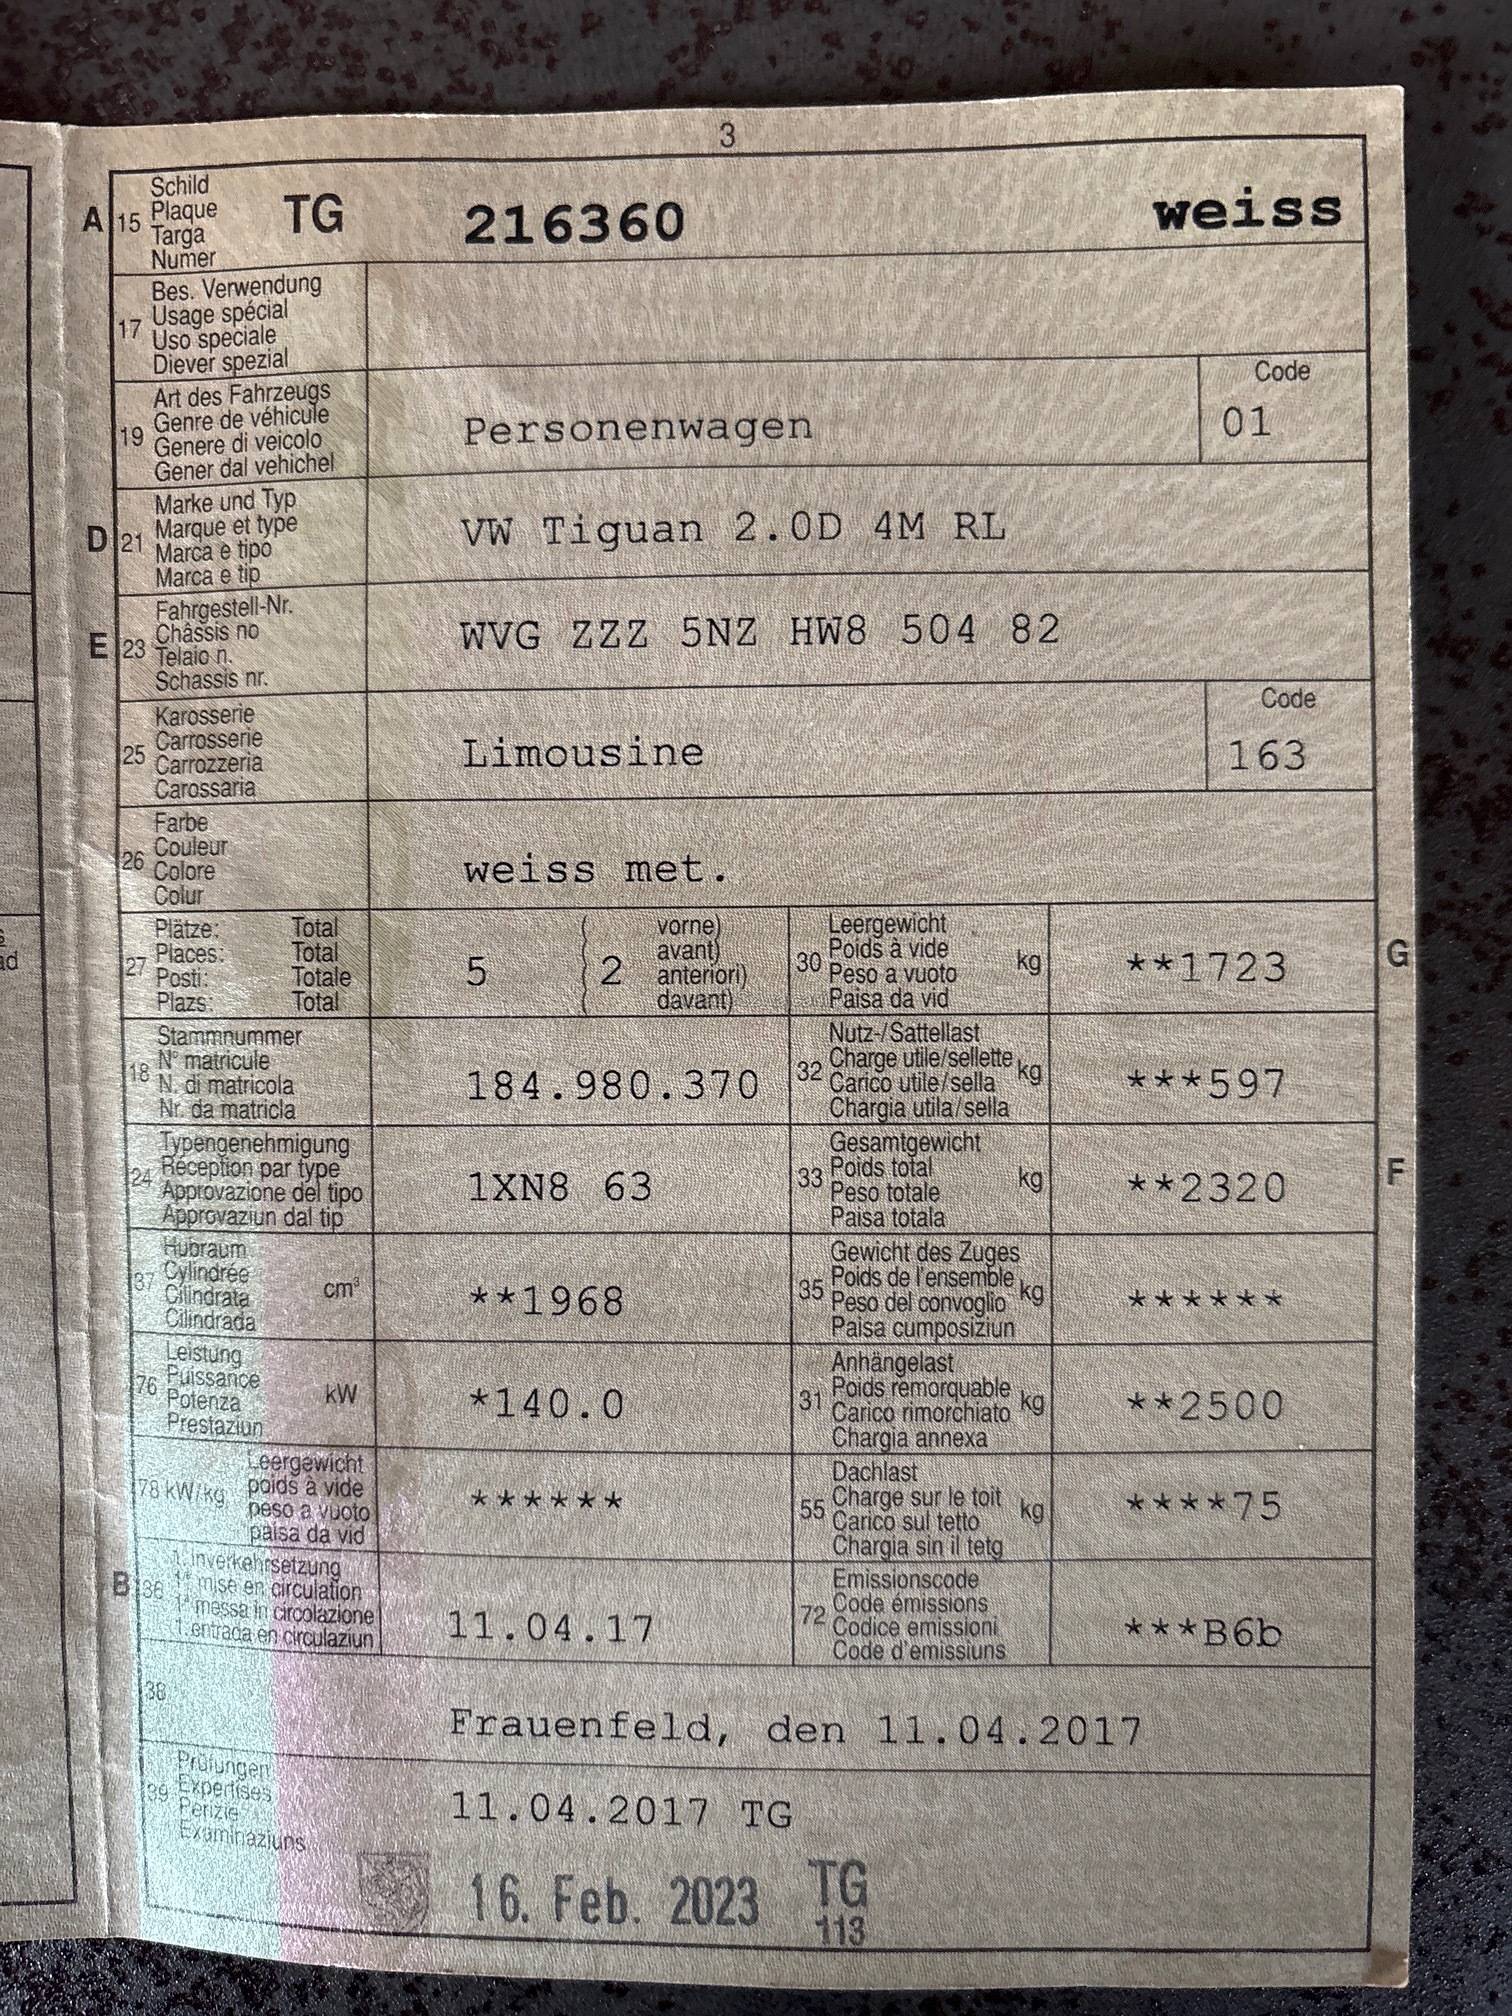 3
A 15 Schild TG 216360 weiss
Plaque
Targa
Numer
17 Bes. Verwendung
Usage spécial
Uso speciale
Diever spezial
19 Art des Fahrzeugs Code
Genre de véhicule Personenwagen 01
Genere di veicolo
Gener dal vehichel
D 21 Marke und Typ
Marque et type VW Tiguan 2.0D 4M RL
Marca e tipo
Marca e tip
E 23 Fahrgestell-Nr.
Châssis no WVG ZZZ 5NZ HW8 504 82
Telaio n.
Schassis nr.
25 Karosserie Code
Carrosserie Limousine 163
Carrozzeria
Carossaria
26 Farbe
Couleur
Colore weiss met.
Colur
27 Plätze: Total 5 ( 2 vorne)
Places: Total avant)
Posti: Totale anteriori)
Plazs: Total davant)
30 Leergewicht kg **1723 G
Poids à vide
Peso a vuoto
Paisa da vid
18 Stammnummer
N° matricule
N. di matricola 184.980.370
Nr. da matricla
32 Nutz-/Sattellast
Charge utile/sellette kg ***597
Carico utile/sella
Chargia utila/sella
24 Typengenehmigung
Réception par type
Approvazione del tipo 1XN8 63
Approvaziun dal tip
33 Gesamtgewicht
Poids total kg **2320 F
Peso totale
Paisa totala
37 Hubraum
Cylindrée cm³ **1968
Cilindrata
Cilindrada
35 Gewicht des Zuges
Poids de l'ensemble kg ******
Peso del convoglio
Paisa cumposiziun
76 Leistung
Puissance kW *140.0
Potenza
Prestaziun
31 Anhängelast
Poids remorquable kg **2500
Carico rimorchiato
Chargia annexa
78 kW/kg Leergewicht
poids à vide ******
peso a vuoto
paisa da vid
55 Dachlast
Charge sur le toit kg ****75
Carico sul tetto
Chargia sin il tetg
B 36 1. Inverkehrsetzung
1re mise en circulation
1a messa in circolazione 11.04.17
1. entrada en circulaziun
72 Emissionscode
Code émissions
Codice emissioni ***B6b
Code d'emissiuns
38 Frauenfeld, den 11.04.2017
39 Prüfungen
Expertises 11.04.2017 TG
Perizie
Examinaziuns
16. Feb. 2023 TG
113